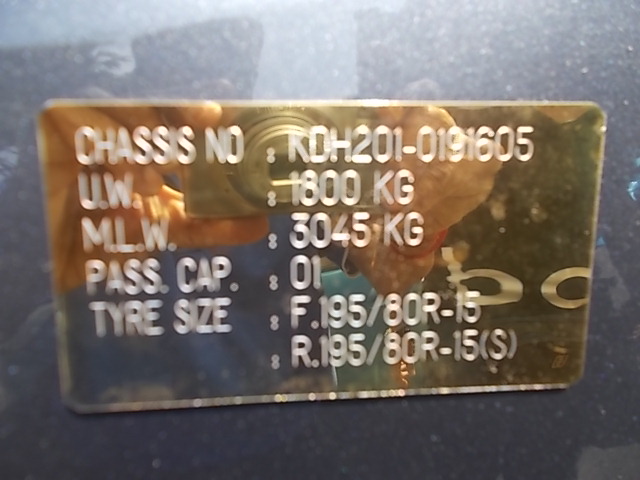 CHASSIS NO : KDH201-0191605
U.W. : 1800 KG
M.L.W. : 3045 KG
PASS. CAP. : 01
TYRE SIZE : F.195/80R-15
: R.195/80R-15(S)